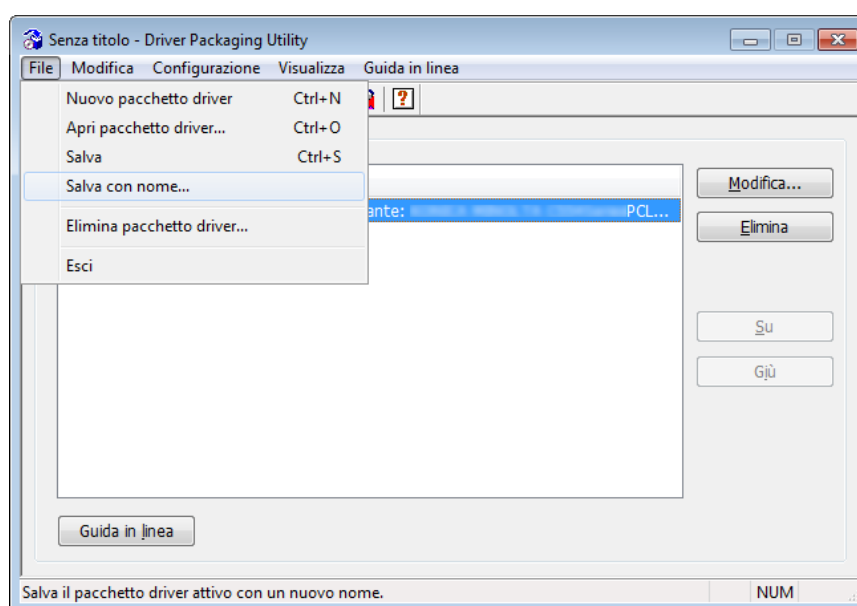 Senza titolo - Driver Packaging Utility
File Modifica Configurazione Visualizza Guida in linea
Nuovo pacchetto driver Ctrl+N
Apri pacchetto driver... Ctrl+O
Salva Ctrl+S
Salva con nome...
Elimina pacchetto driver...
Esci
ante: PCL...
Modifica...
Elimina
Su
Giù
Guida in linea
Salva il pacchetto driver attivo con un nuovo nome.
NUM